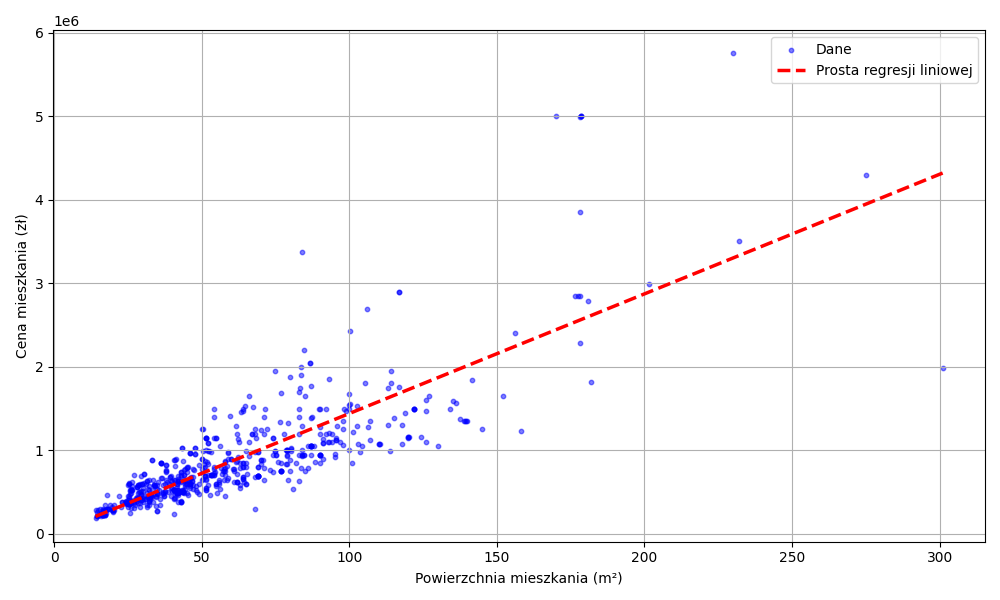 1e6
6
5
4
3
2
1
0
Cena mieszkania (zł)
Dane
Prosta regresji liniowej
0 50 100 150 200 250 300
Powierzchnia mieszkania (m²)